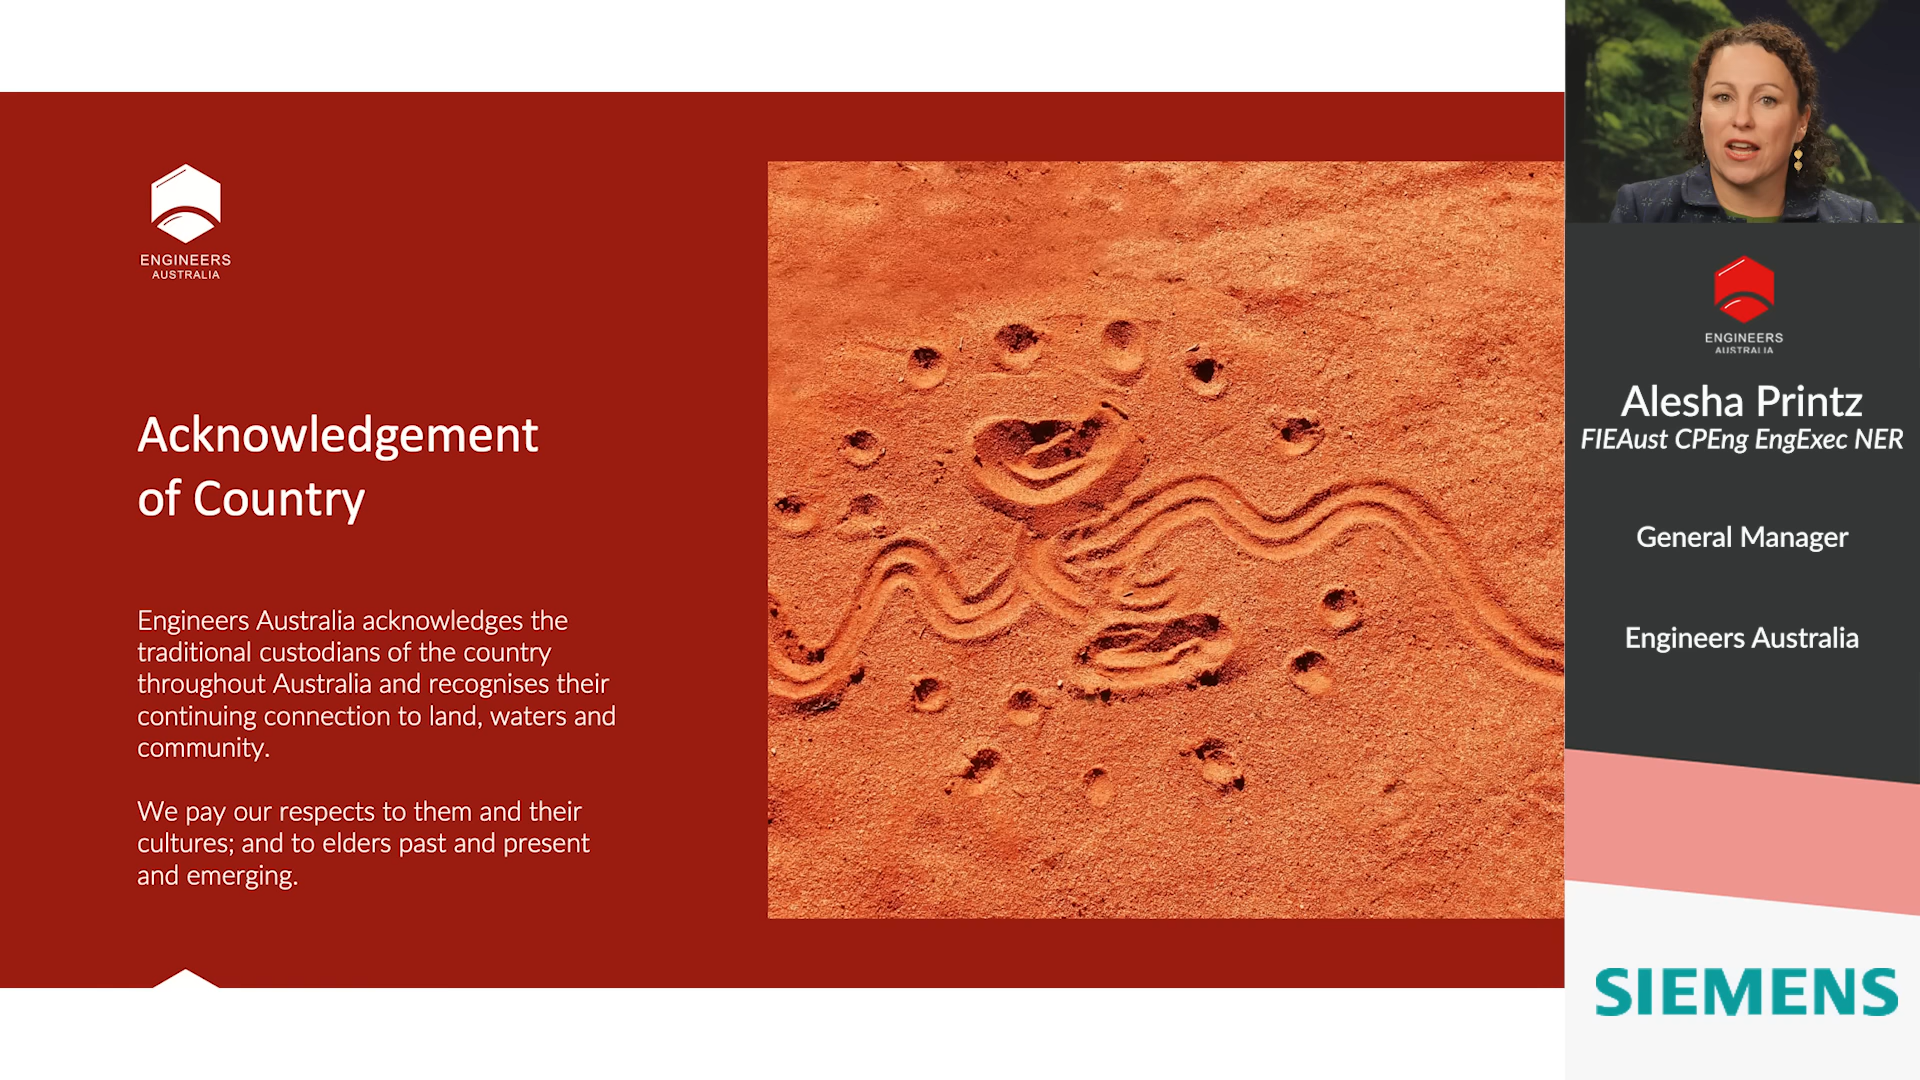 ENGINEERS
AUSTRALIA
Acknowledgement
of Country
Engineers Australia acknowledges the
traditional custodians of the country
throughout Australia and recognises their
continuing connection to land, waters and
community.
We pay our respects to them and their
cultures; and to elders past and present
and emerging.
ENGINEERS
AUSTRALIA
Alesha Printz
FIEAust CPEng EngExec NER
General Manager
Engineers Australia
SIEMENS